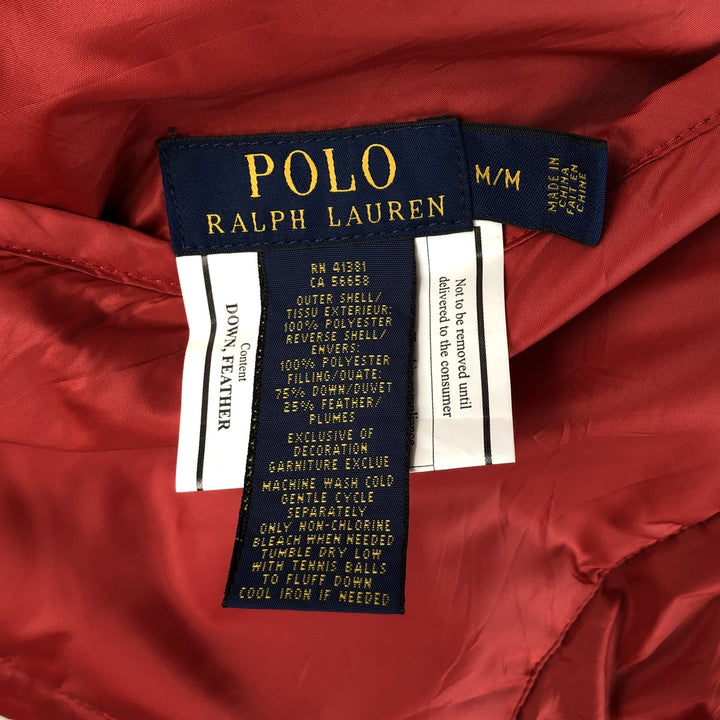 POLO
RALPH LAUREN
M/M
MADE IN
CHINA
FAIT EN
CHINE
RN 41381
CA 56658
OUTER SHELL/
TISSU EXTERIEUR:
100% POLYESTER
REVERSE SHELL/
ENVERS:
100% POLYESTER
FILLING/OUATE:
75% DOWN/DUVET
25% FEATHER/
PLUMES
EXCLUSIVE OF
DECORATION
GARNITURE EXCLUE
MACHINE WASH COLD
GENTLE CYCLE
SEPARATELY
ONLY NON-CHLORINE
BLEACH WHEN NEEDED
TUMBLE DRY LOW
WITH TENNIS BALLS
TO FLUFF DOWN
COOL IRON IF NEEDED
Content
DOWN, FEATHER
Not to be removed until
delivered to the consumer